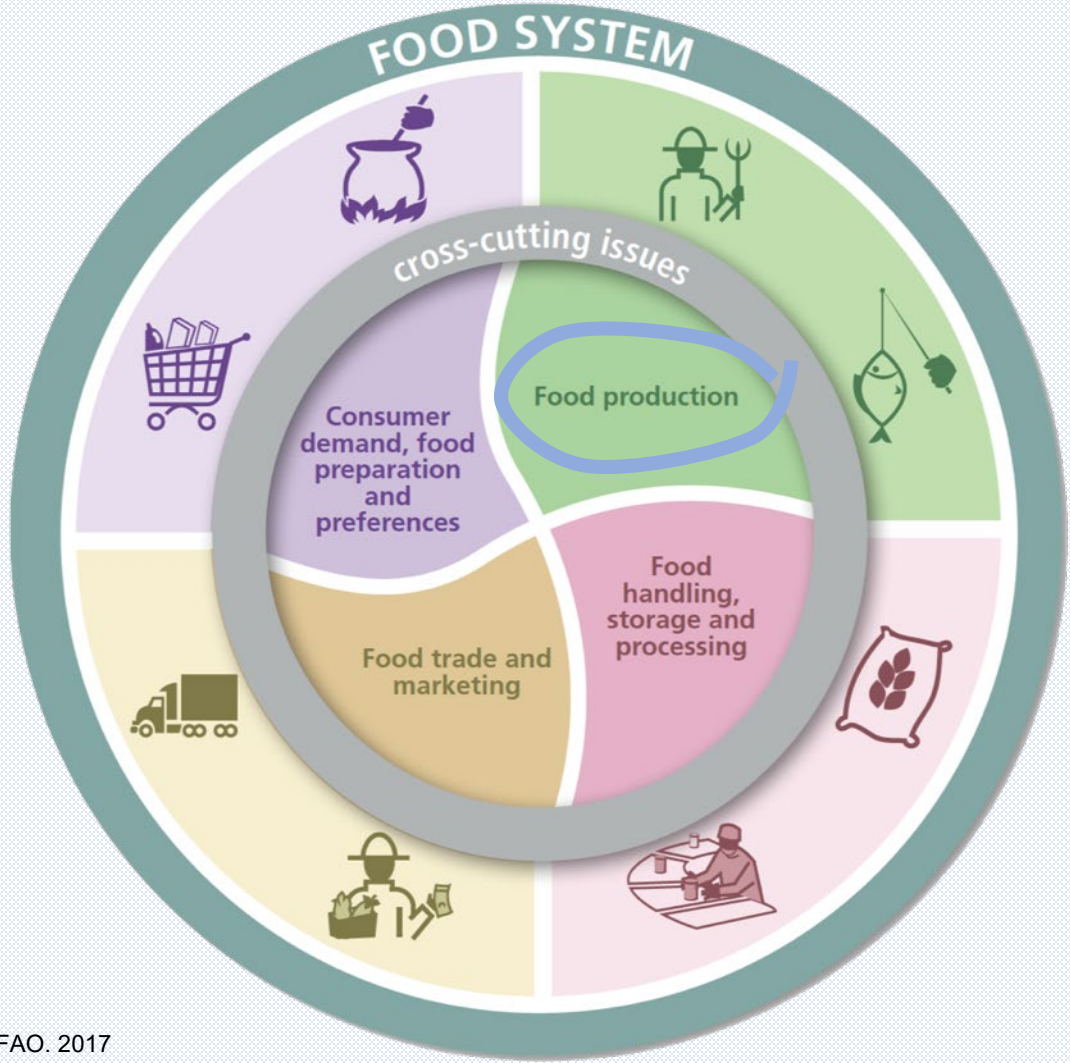 FOOD SYSTEM
cross-cutting issues
Food production
Consumer
demand, food
preparation
and
preferences
Food
handling,
storage and
processing
Food trade and
marketing
FAO. 2017